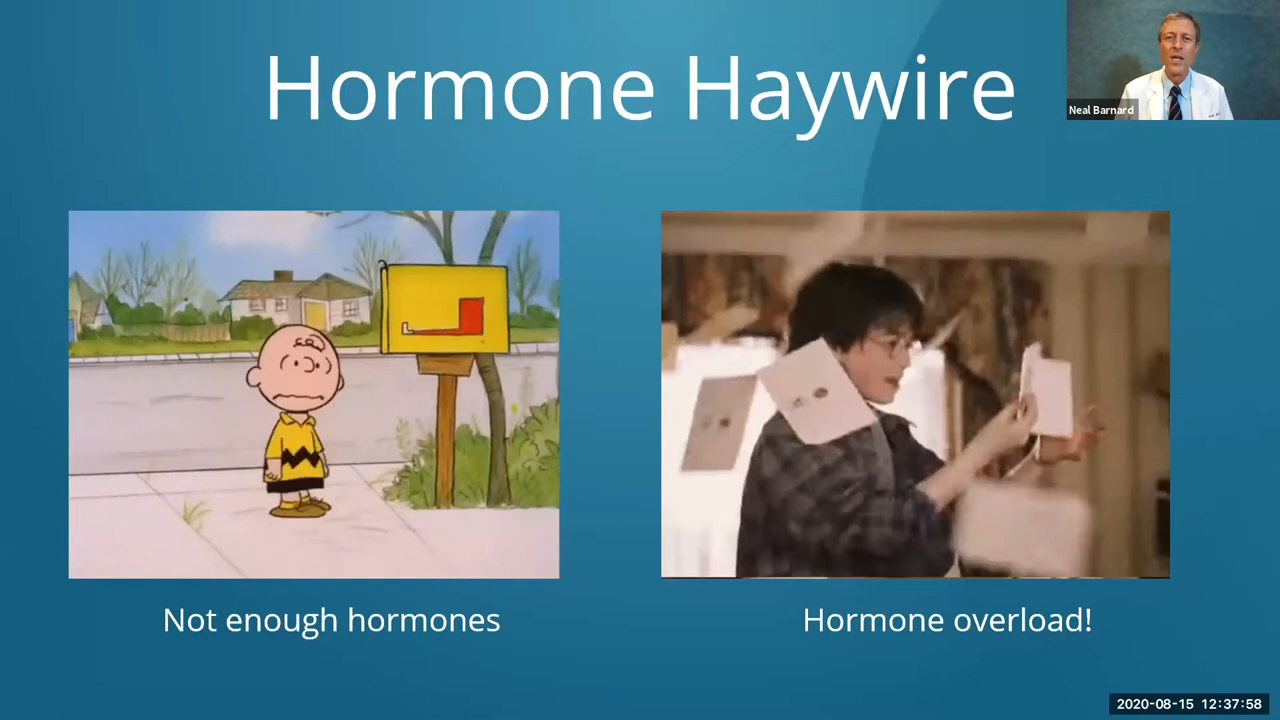 Hormone Haywire
Neal Barnard
Not enough hormones
Hormone overload!
2020-08-15 12:37:58